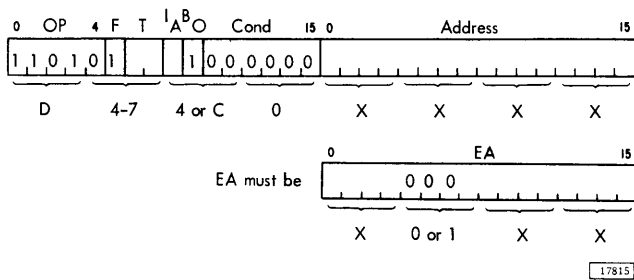 0 OP 4 F T IA BO Cond 15 0 Address 15
1 1 0 1 0 1 1 0 0 0 0 0 0
D 4-7 4 or C 0 X X X X
0 EA 15
EA must be 0 0 0
X 0 or 1 X X
17815